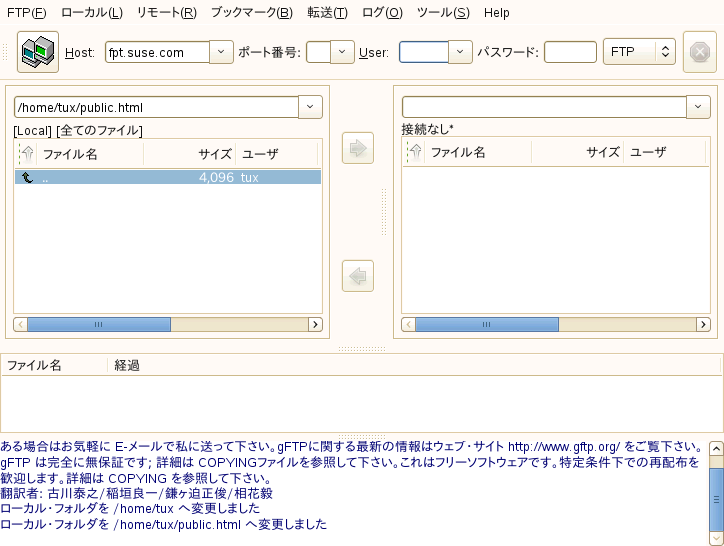 FTP(F) ローカル(L) リモート(R) ブックマーク(B) 転送(T) ログ(O) ツール(S) Help
Host: fpt.suse.com ポート番号: User: パスワード: FTP
/home/tux/public.html
[Local] [全てのファイル]
接続なし*
ファイル名 サイズ ユーザ
ファイル名 サイズ ユーザ
.. 4,096 tux
ファイル名 経過
ある場合はお気軽に E-メールで私に送って下さい。gFTPに関する最新の情報はウェブ・サイト http://www.gftp.org/ をご覧下さい。
gFTP は完全に無保証です; 詳細は COPYINGファイルを参照して下さい。これはフリーソフトウェアです。特定条件下での再配布を
歓迎します。詳細は COPYING を参照して下さい。
翻訳者: 古川泰之/稲垣良一/鎌ヶ迫正俊/相花毅
ローカル・フォルダを /home/tux へ変更しました
ローカル・フォルダを /home/tux/public.html へ変更しました